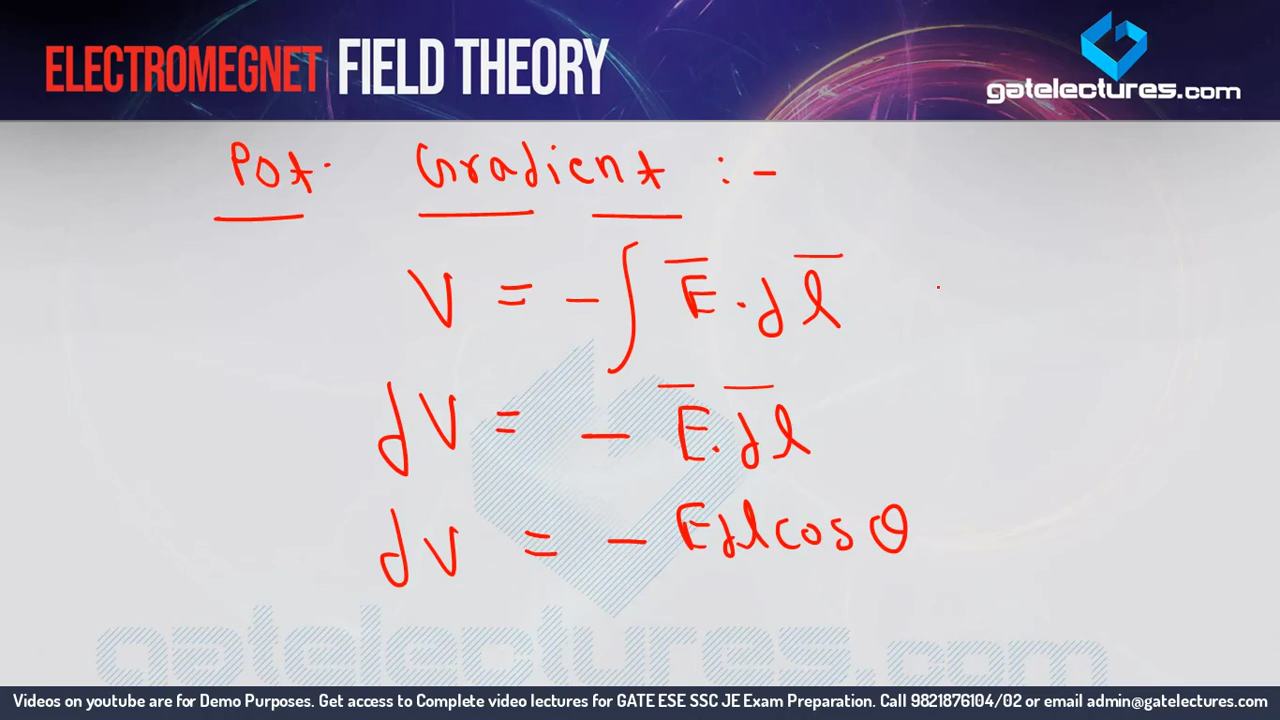 ELECTROMEGNET FIELD THEORY
gatelectures.com
Pot. Gradient :-
V = - ∫ E̅ . d l̅
dV = - E̅ . d̅l̅
dV = - E dl cos θ
gatelectures.com
Videos on youtube are for Demo Purposes. Get access to Complete video lectures for GATE ESE SSC JE Exam Preparation. Call 9821876104/02 or email admin@gatelectures.com